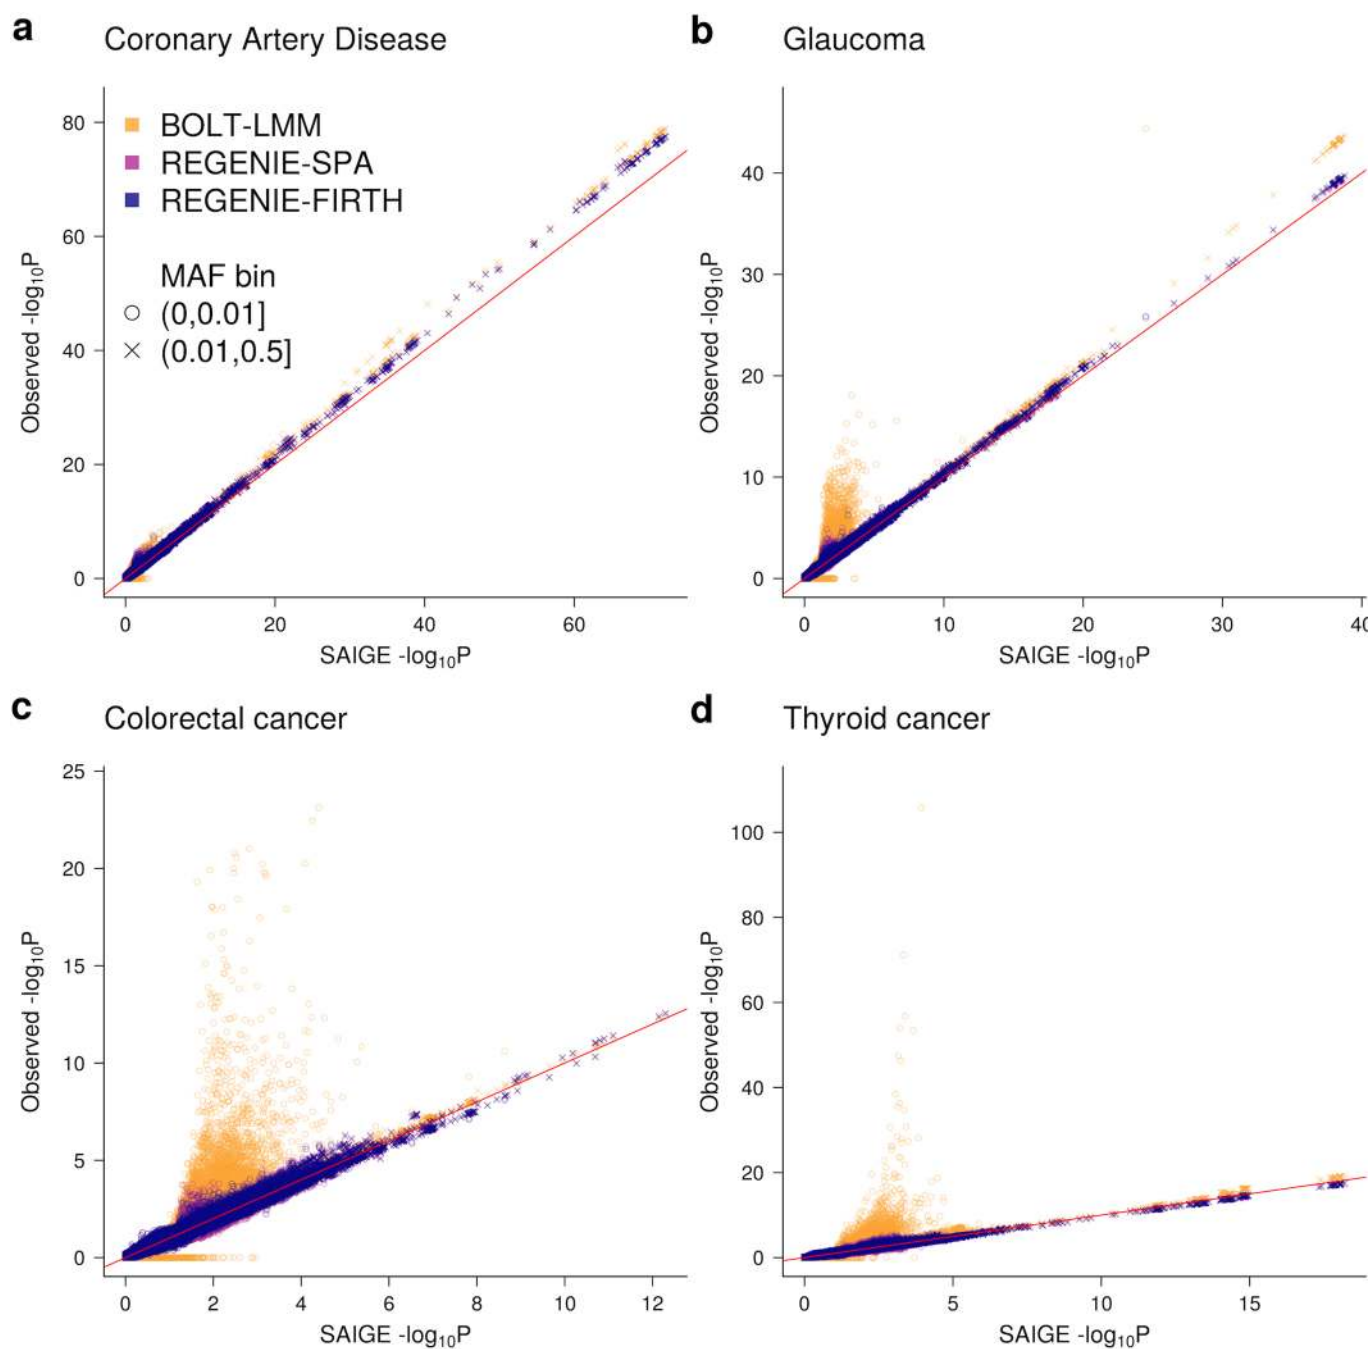 a
Coronary Artery Disease
80
60
40
20
0
Observed -log10P
BOLT-LMM
REGENIE-SPA
REGENIE-FIRTH
MAF bin
(0,0.01]
(0.01,0.5]
0 20 40 60
SAIGE -log10P
b
Glaucoma
40
30
20
10
0
Observed -log10P
0 10 20 30 40
SAIGE -log10P
c
Colorectal cancer
25
20
15
10
5
0
Observed -log10P
0 2 4 6 8 10 12
SAIGE -log10P
d
Thyroid cancer
100
80
60
40
20
0
Observed -log10P
0 5 10 15
SAIGE -log10P